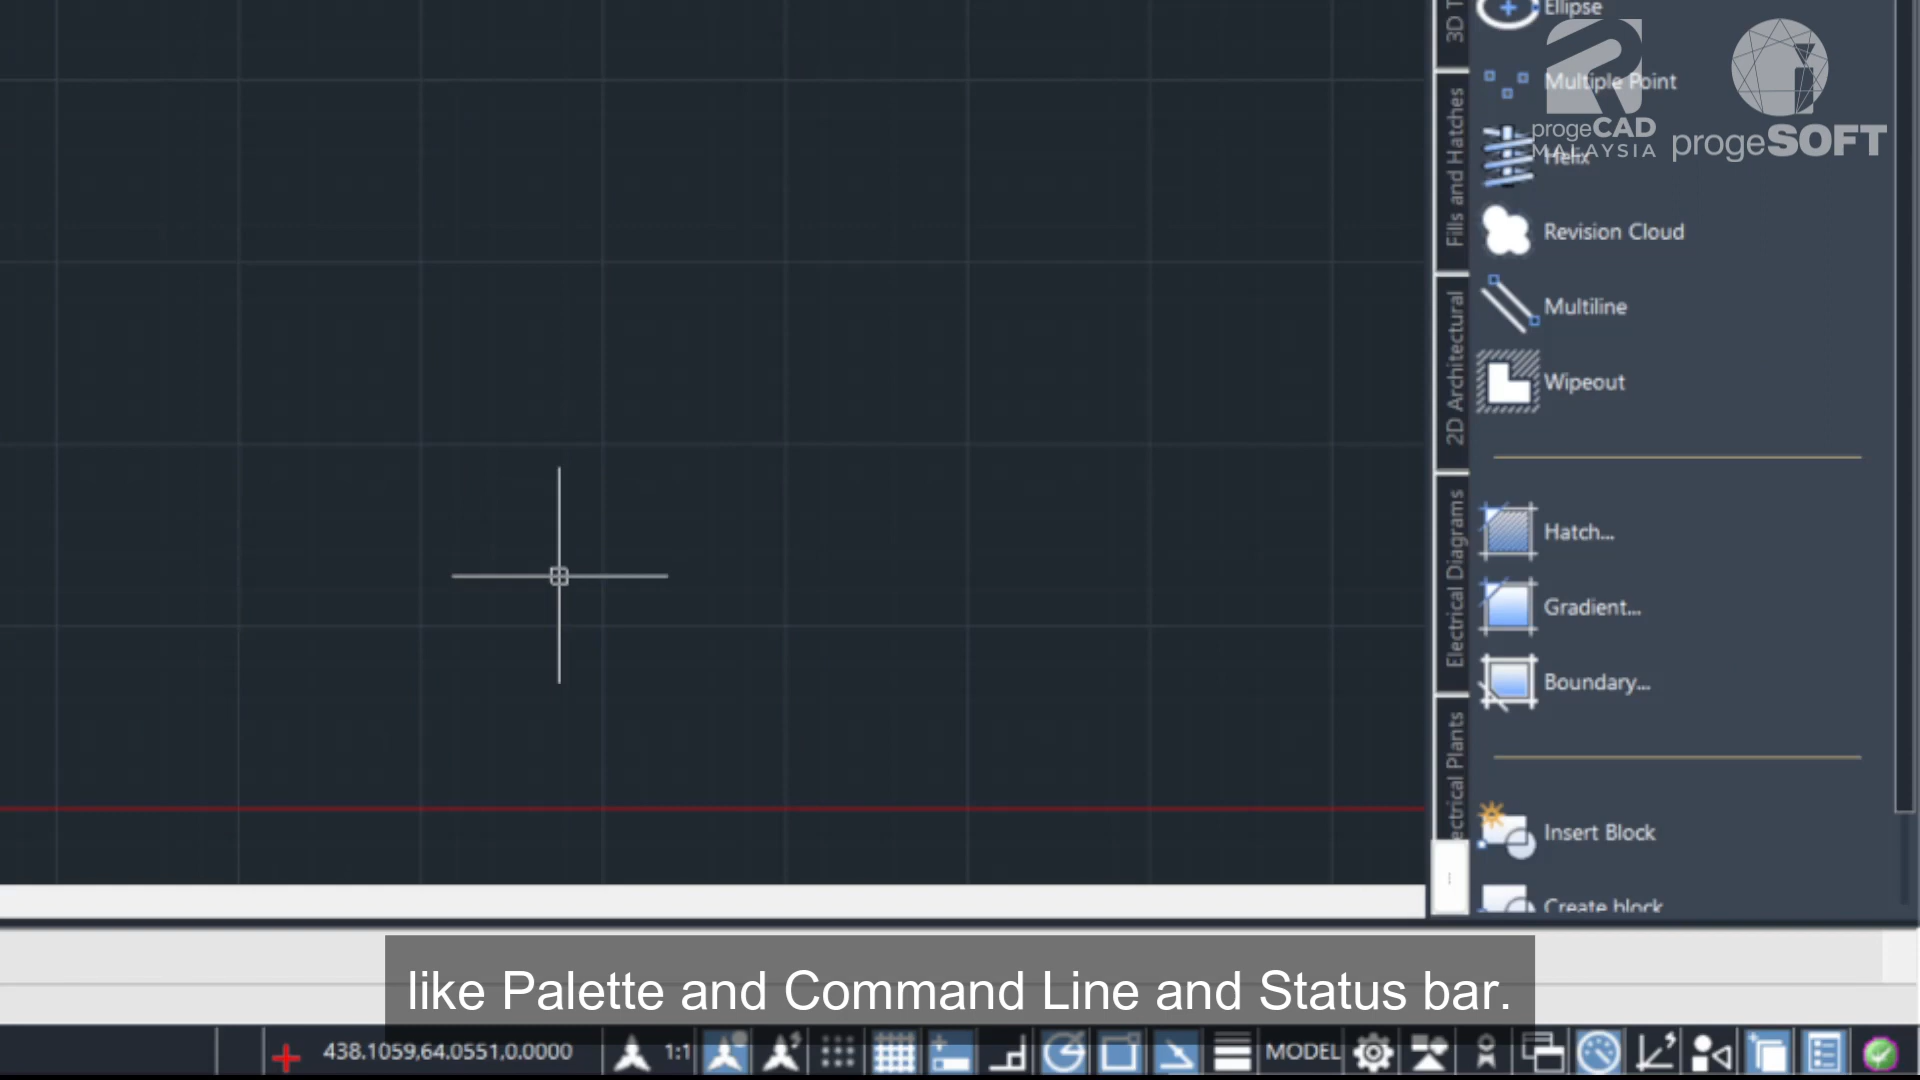 Ellipse
Multiple Point
Helix
Revision Cloud
Multiline
Wipeout
Hatch...
Gradient...
Boundary...
Insert Block
Create block
3D T
Fills and Hatches
2D Architectural
Electrical Diagrams
ectrical Plants
progeCAD
MALAYSIA
progeSOFT
like Palette and Command Line and Status bar.
438.1059,64.0551,0.0000
1:1
MODEL